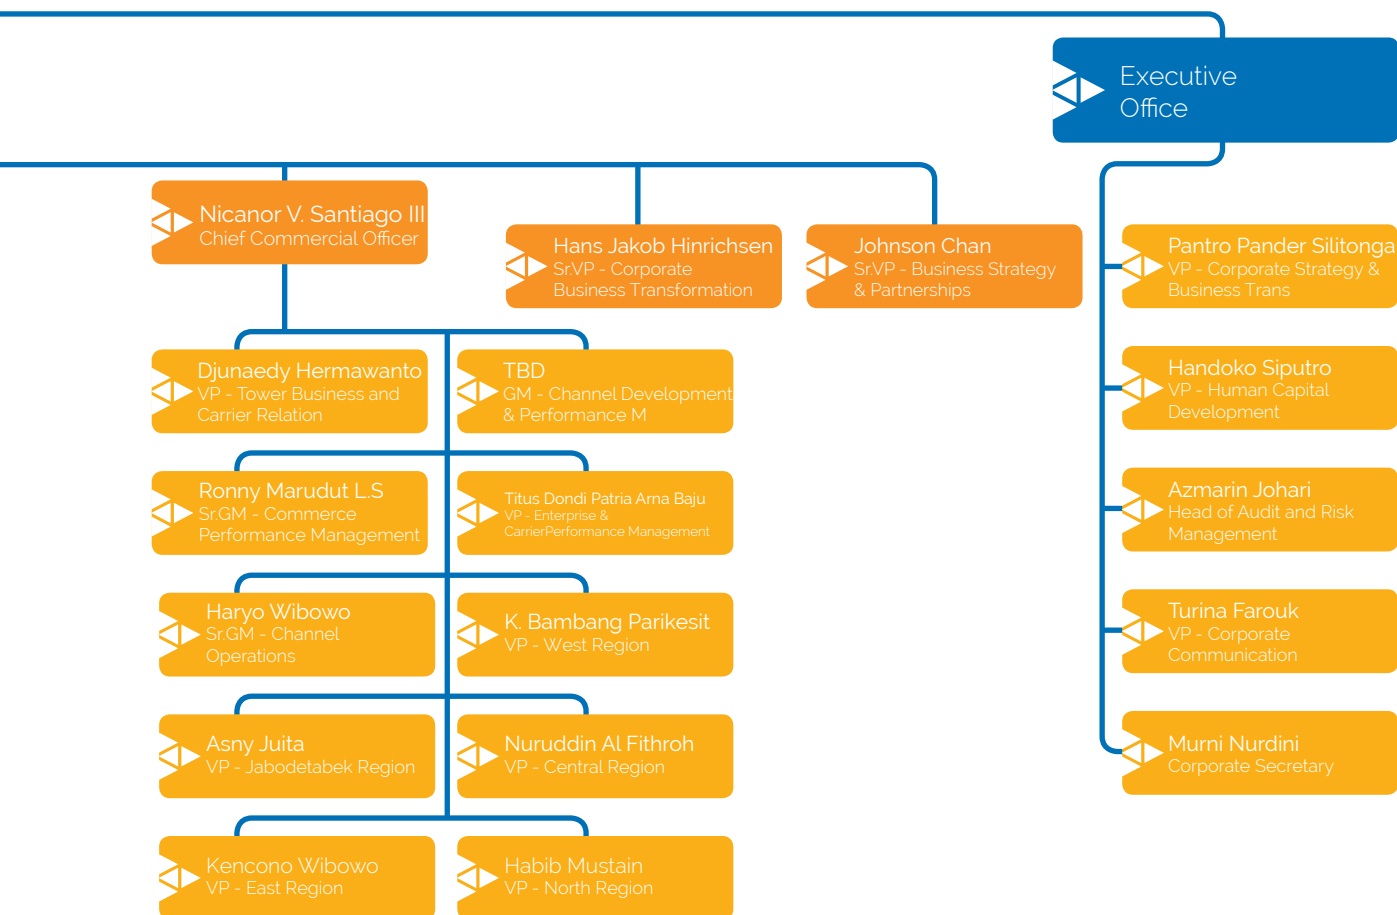 Executive
Office
Nicanor V. Santiago III
Chief Commercial Officer
Hans Jakob Hinrichsen
Sr.VP - Corporate
Business Transformation
Johnson Chan
Sr.VP - Business Strategy
& Partnerships
Pantro Pander Silitonga
VP - Corporate Strategy &
Business Trans
Handoko Siputro
VP - Human Capital
Development
Azmarin Johari
Head of Audit and Risk
Management
Turina Farouk
VP - Corporate
Communication
Murni Nurdini
Corporate Secretary
Djunaedy Hermawanto
VP - Tower Business and
Carrier Relation
TBD
GM - Channel Development
& Performance M
Ronny Marudut L.S
Sr.GM - Commerce
Performance Management
Titus Dondi Patria Arna Baju
VP - Enterprise &
CarrierPerformance Management
Haryo Wibowo
Sr.GM - Channel
Operations
K. Bambang Parikesit
VP - West Region
Asny Juita
VP - Jabodetabek Region
Nuruddin Al Fithroh
VP - Central Region
Kencono Wibowo
VP - East Region
Habib Mustain
VP - North Region